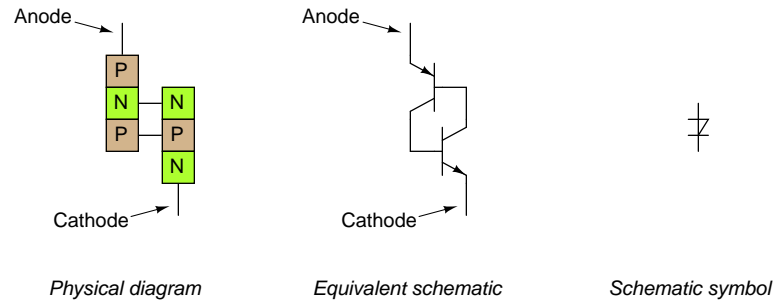 Anode
Anode
P
N
N
P
P
N
Cathode
Cathode
Physical diagram
Equivalent schematic
Schematic symbol